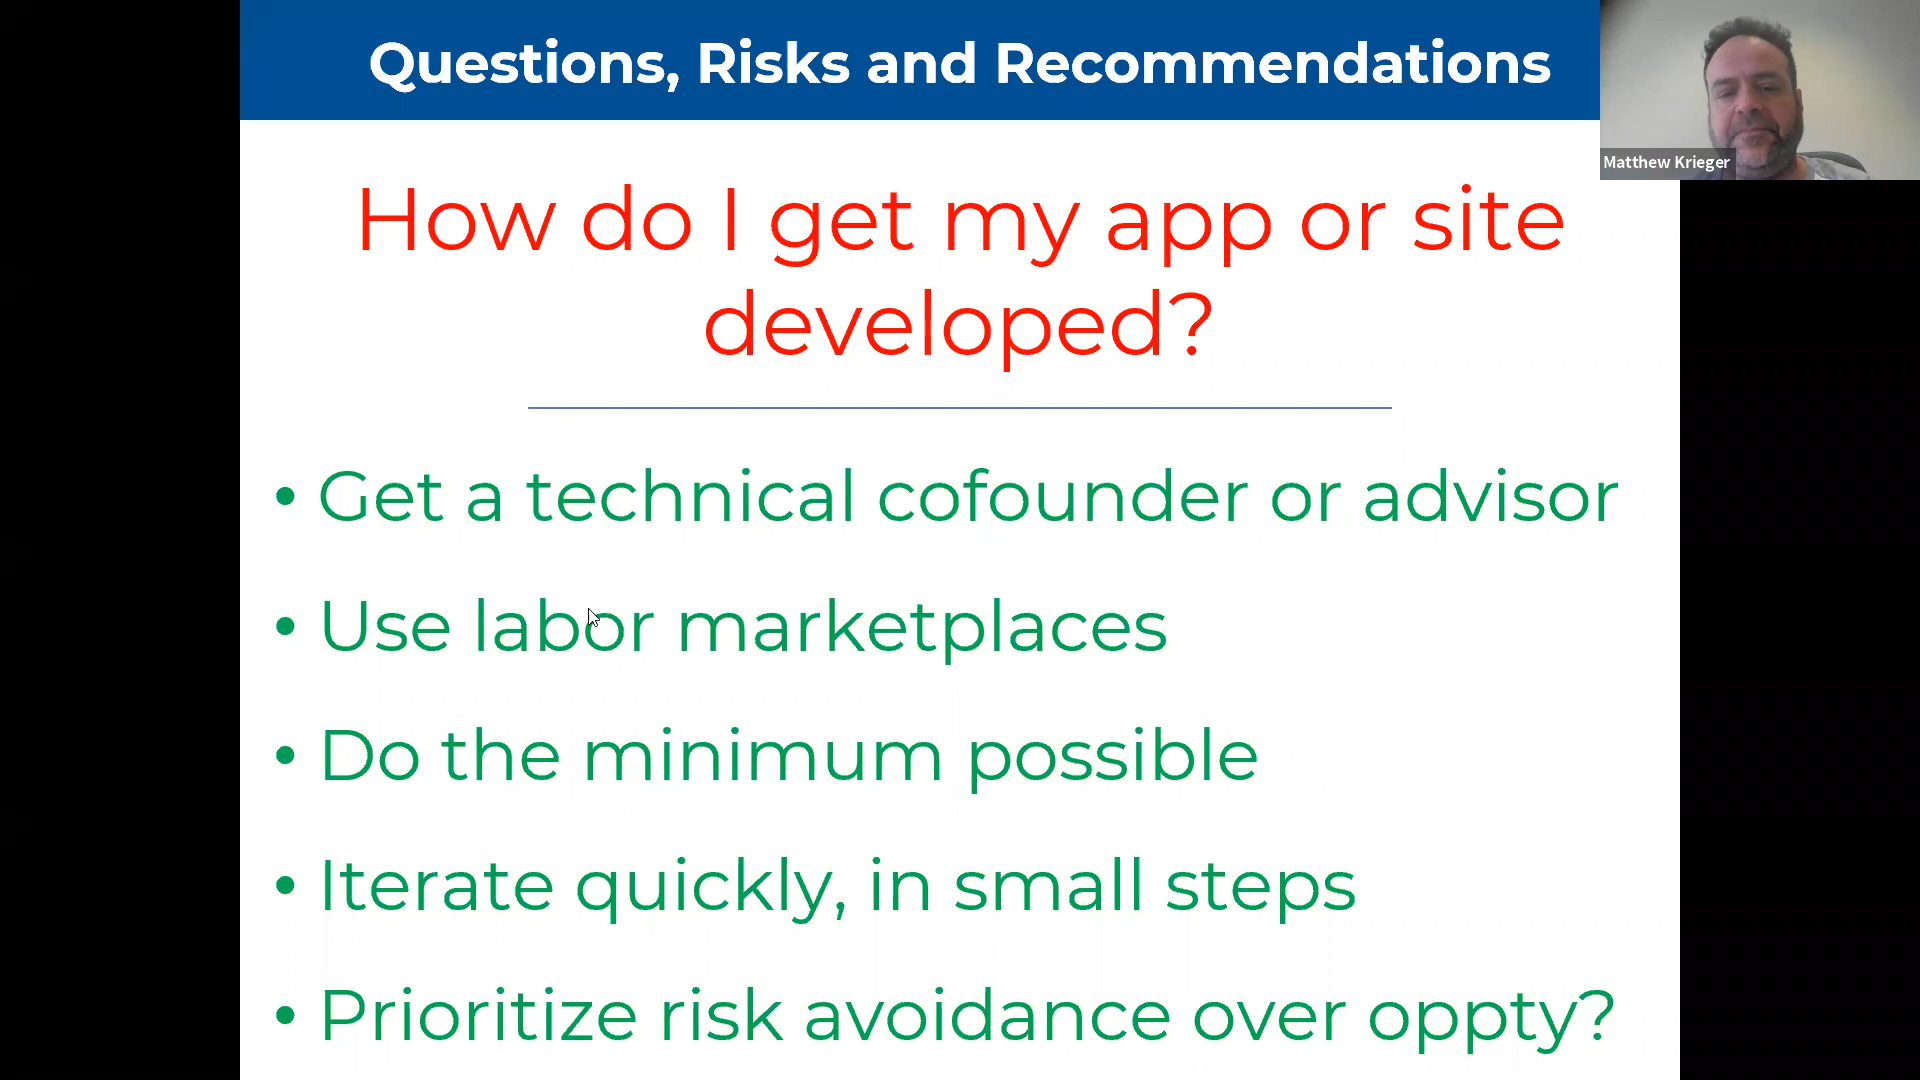 Questions, Risks and Recommendations
Matthew Krieger
How do I get my app or site
developed?
• Get a technical cofounder or advisor
• Use labor marketplaces
• Do the minimum possible
• Iterate quickly, in small steps
• Prioritize risk avoidance over oppty?